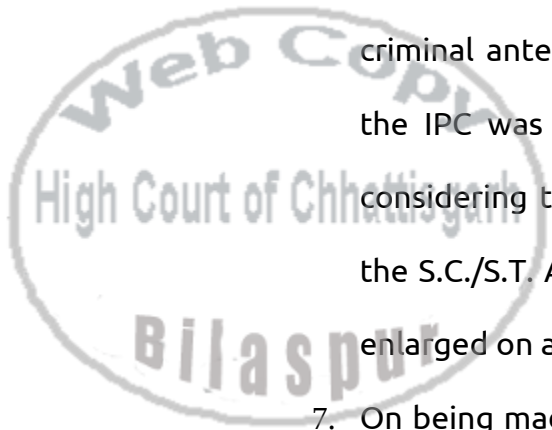 Web Copy
criminal ante
the IPC was
High Court of Chhattisgarh
considering t
the S.C./S.T.
Bilaspur
enlarged on a
7. On being mad